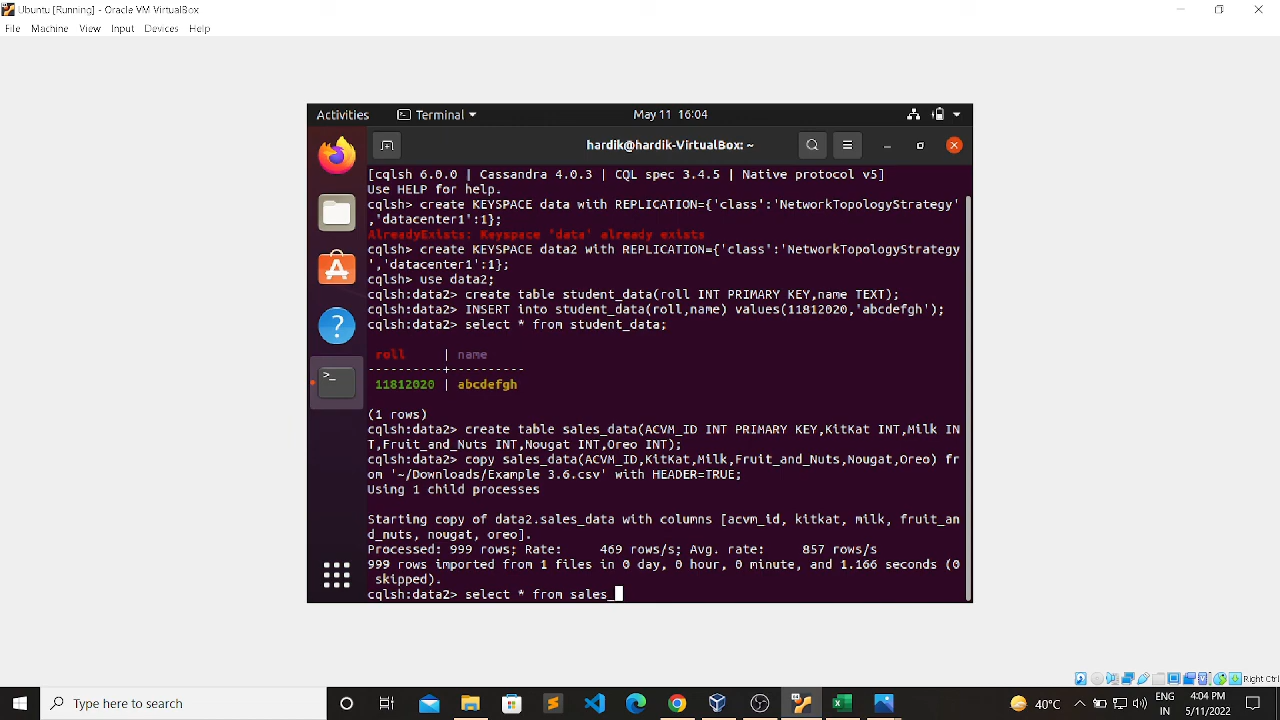 Ubuntu [Running] - Oracle VM VirtualBox
File Machine View Input Devices Help
Activities Terminal May 11 16:04
hardik@hardik-VirtualBox: ~
[cqlsh 6.0.0 | Cassandra 4.0.3 | CQL spec 3.4.5 | Native protocol v5]
Use HELP for help.
cqlsh> create KEYSPACE data with REPLICATION={'class':'NetworkTopologyStrategy'
,'datacenter1':1};
AlreadyExists: Keyspace 'data' already exists
cqlsh> create KEYSPACE data2 with REPLICATION={'class':'NetworkTopologyStrategy
','datacenter1':1};
cqlsh> use data2;
cqlsh:data2> create table student_data(roll INT PRIMARY KEY,name TEXT);
cqlsh:data2> INSERT into student_data(roll,name) values(11812020,'abcdefgh');
cqlsh:data2> select * from student_data;
roll | name
----------+----------
11812020 | abcdefgh
(1 rows)
cqlsh:data2> create table sales_data(ACVM_ID INT PRIMARY KEY,KitKat INT,Milk IN
T,Fruit_and_Nuts INT,Nougat INT,Oreo INT);
cqlsh:data2> copy sales_data(ACVM_ID,KitKat,Milk,Fruit_and_Nuts,Nougat,Oreo) fr
om '~/Downloads/Example 3.6.csv' with HEADER=TRUE;
Using 1 child processes
Starting copy of data2.sales_data with columns [acvm_id, kitkat, milk, fruit_an
d_nuts, nougat, oreo].
Processed: 999 rows; Rate: 469 rows/s; Avg. rate: 857 rows/s
999 rows imported from 1 files in 0 day, 0 hour, 0 minute, and 1.166 seconds (0
skipped).
cqlsh:data2> select * from sales_
Right Ctrl
Type here to search
40°C
ENG
IN
4:04 PM
5/11/2022